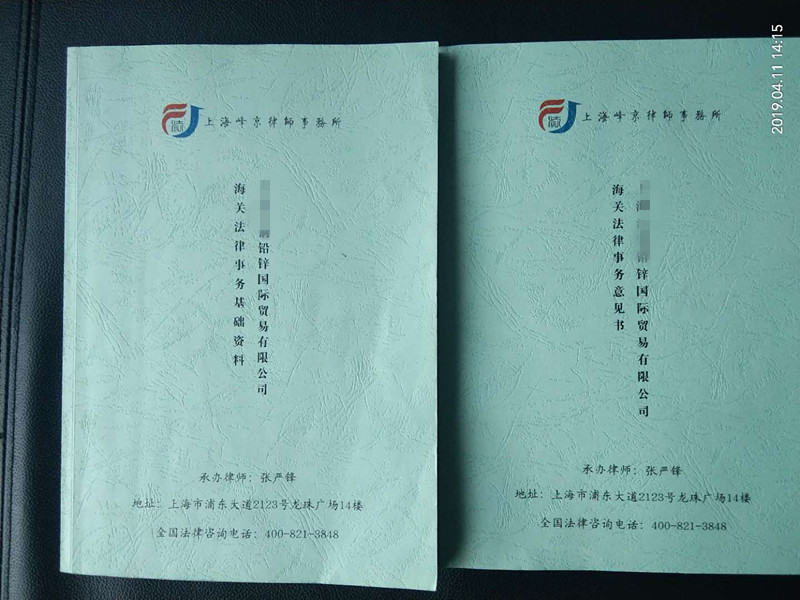 上海峰京律師事務所
铅锌国际贸易有限公司
海关法律事务基础资料
承办律师：张严锋
地址：上海市浦东大道2123号龙珠广场14楼
全国法律咨询电话：400-821-3848
上海峰京律師事務所
锌国际贸易有限公司
海关法律事务意见书
承办律师：张严锋
地址：上海市浦东大道2123号龙珠广场14楼
全国法律咨询电话：400-821-3848
2019.04.11 14:15